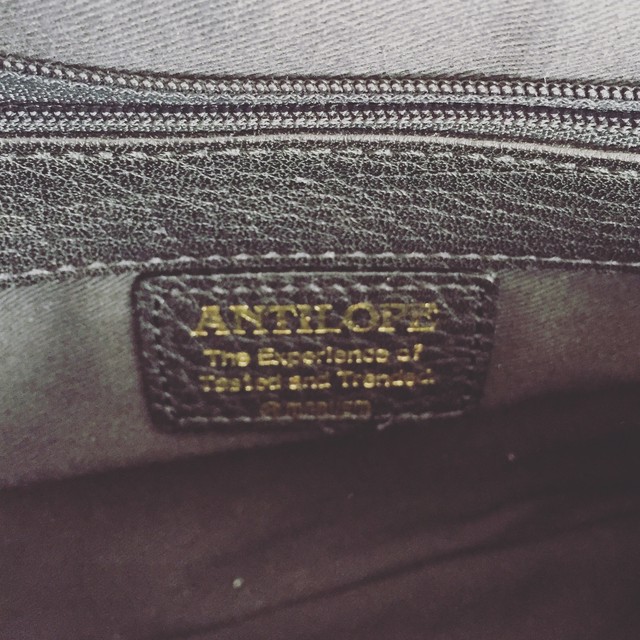 ANTILOPE
The Experience of
Tested and Trended